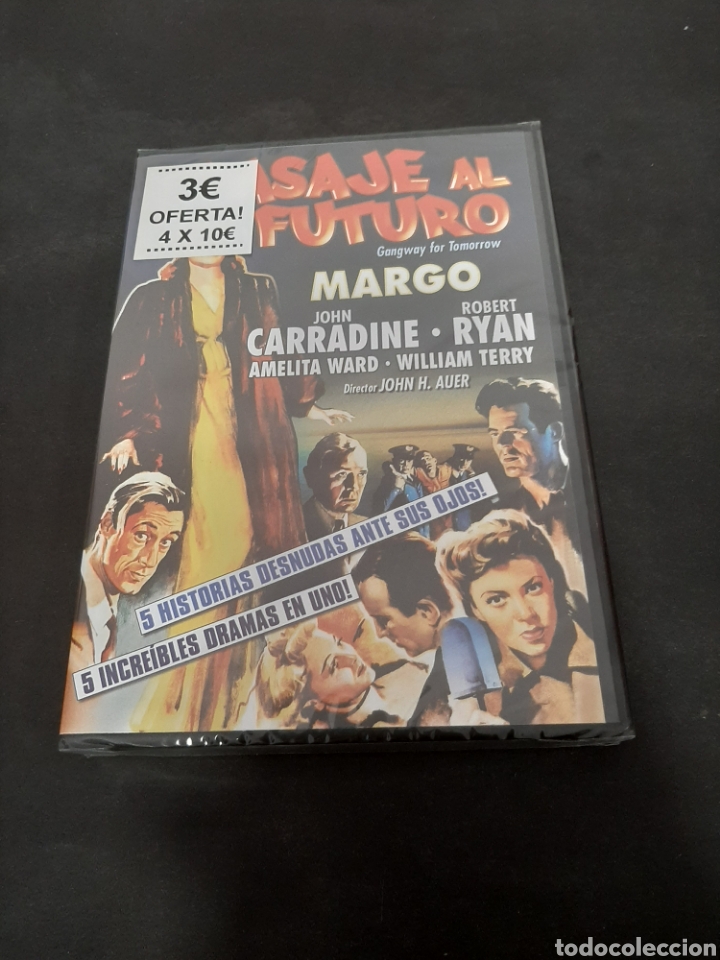 3€
OFERTA!
4 X 10€
ASAJE AL
FUTURO
Gangway for Tomorrow
MARGO
JOHN CARRADINE · ROBERT RYAN
AMELITA WARD · WILLIAM TERRY
Director JOHN H. AUER
5 HISTORIAS DESNUDAS ANTE SUS OJOS!
5 INCREÍBLES DRAMAS EN UNO!
todocoleccion